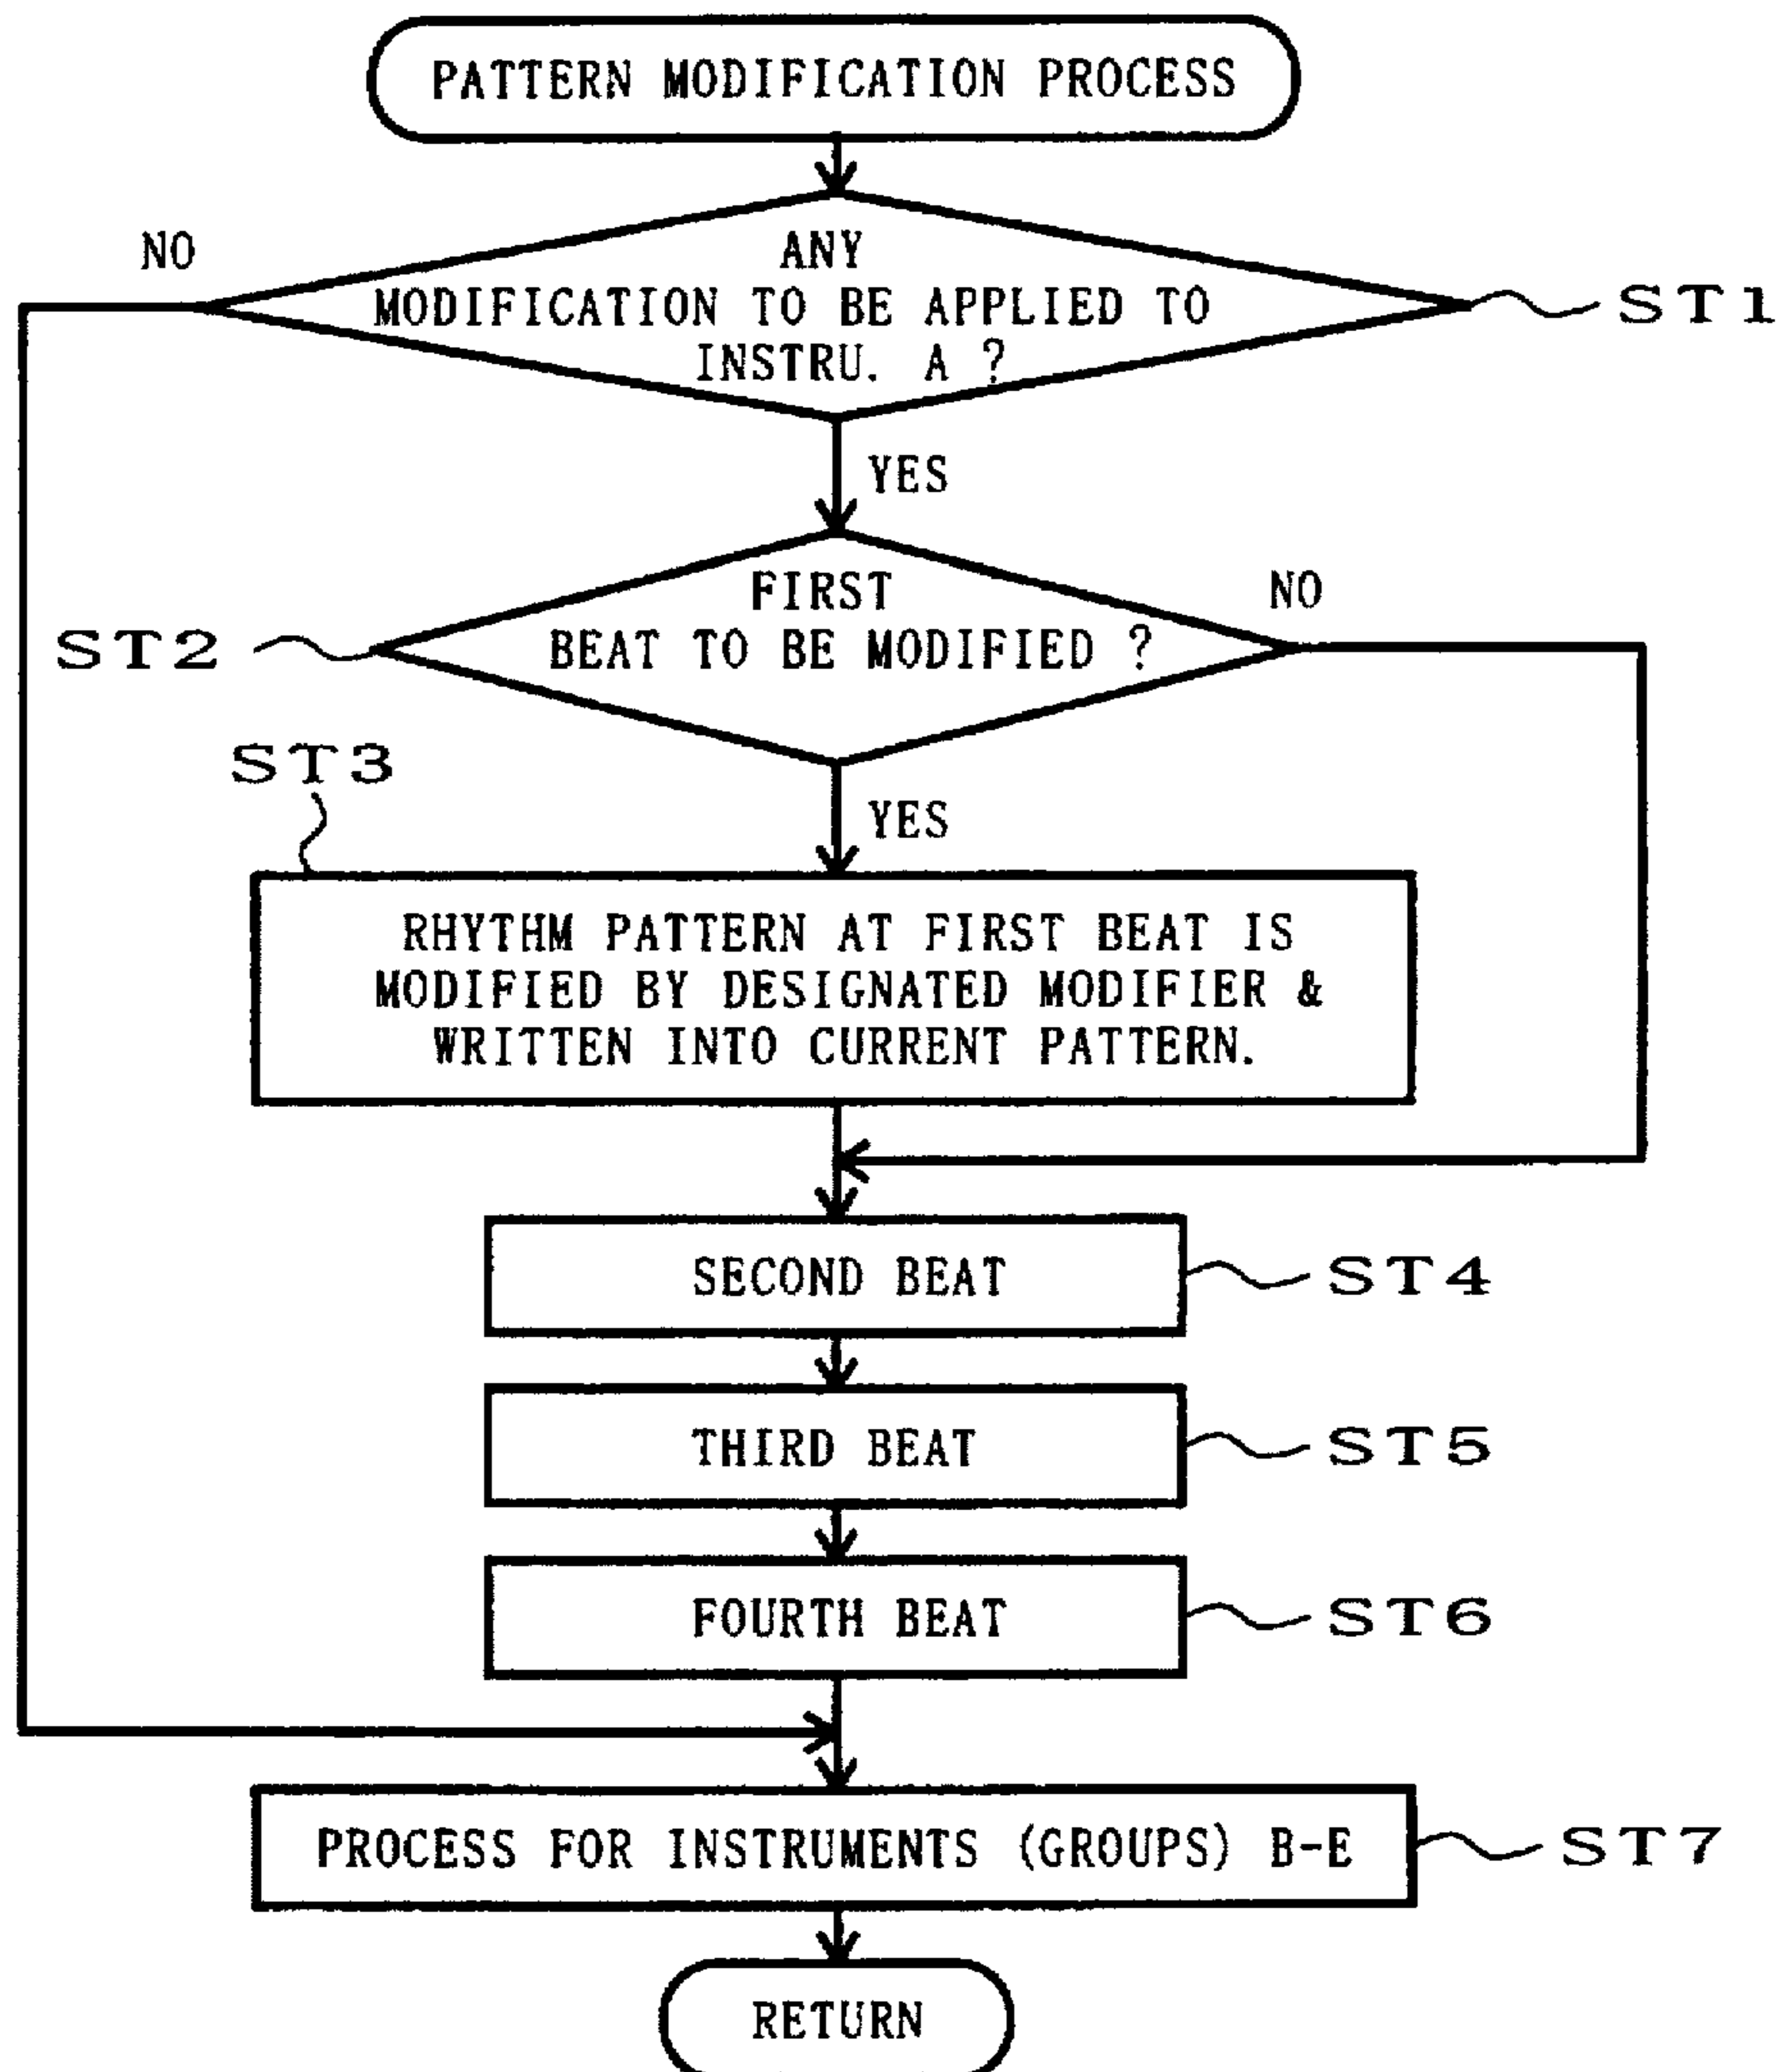 PATTERN MODIFICATION PROCESS
NO
ANY
MODIFICATION TO BE APPLIED TO
INSTRU. A ?
ST1
YES
FIRST
NO
BEAT TO BE MODIFIED ?
ST2
ST3
YES
RHYTHM PATTERN AT FIRST BEAT IS
MODIFIED BY DESIGNATED MODIFIER &
WRITTEN INTO CURRENT PATTERN.
SECOND BEAT
ST4
THIRD BEAT
ST5
FOURTH BEAT
ST6
PROCESS FOR INSTRUMENTS (GROUPS) B-E
ST7
RETURN